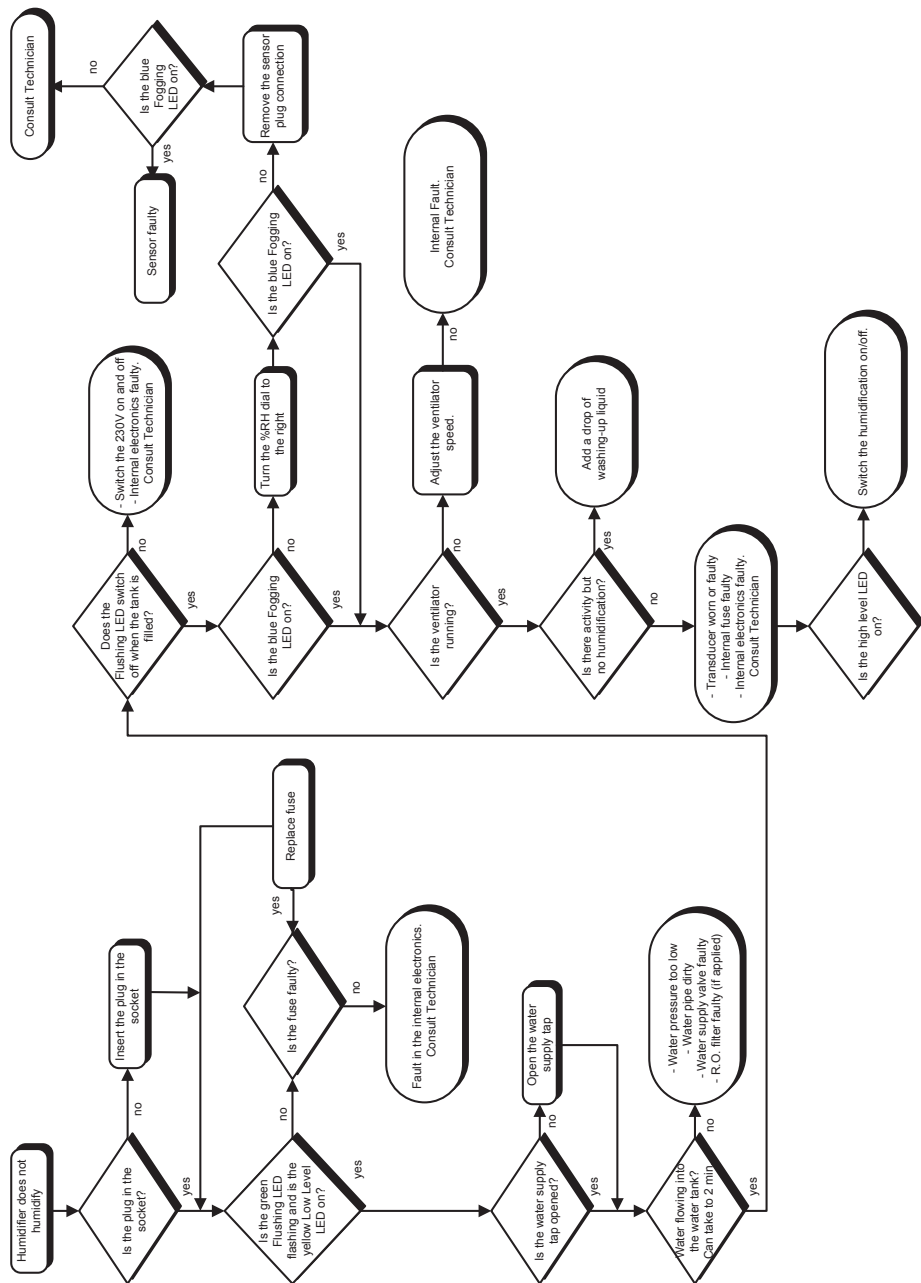 Humidifier does not
humidify
Is the plug in the
socket?
no
Insert the plug in the
socket
yes
Is the green
Flushing LED
flashing and is the
yellow Low Level
LED on?
no
Is the fuse faulty?
yes
Replace fuse
no
Fault in the internal electronics.
Consult Technician
yes
Is the water supply
tap opened?
no
Open the water
supply tap
yes
Water flowing into
the water tank?
Can take to 2 min
no
- Water pressure too low
- Water pipe dirty
- Water supply valve faulty
- R.O. filter faulty (if applied)
yes
Does the
Flushing LED switch
off when the tank is
filled?
no
- Switch the 230V on and off
- Internal electronics faulty.
Consult Technician
yes
Is the blue Fogging
LED on?
no
Turn the %RH dial to
the right
Is the blue Fogging
LED on?
no
Remove the sensor
plug connection
Is the blue
Fogging
LED on?
no
Consult Technician
yes
Sensor faulty
yes
yes
Is the ventilator
running?
no
Adjust the ventilator
speed.
no
Internal Fault.
Consult Technician
yes
Is there activity but
no humidification?
yes
Add a drop of
washing-up liquid
no
- Transducer worn or faulty
- Internal fuse faulty
- Internal electronics faulty.
Consult Technician
Is the high level LED
on?
Switch the humidification on/off.